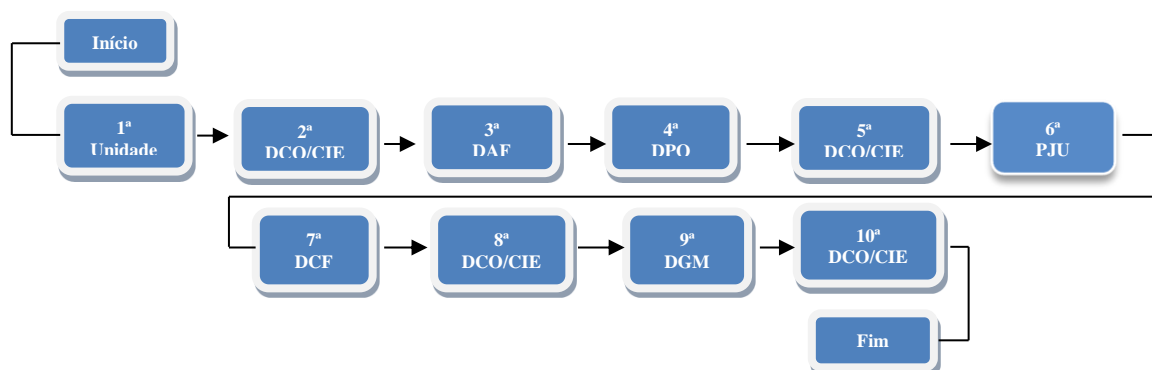 Início
1ª
Unidade
2ª
DCO/CIE
3ª
DAF
4ª
DPO
5ª
DCO/CIE
6ª
PJU
7ª
DCF
8ª
DCO/CIE
9ª
DGM
10ª
DCO/CIE
Fim